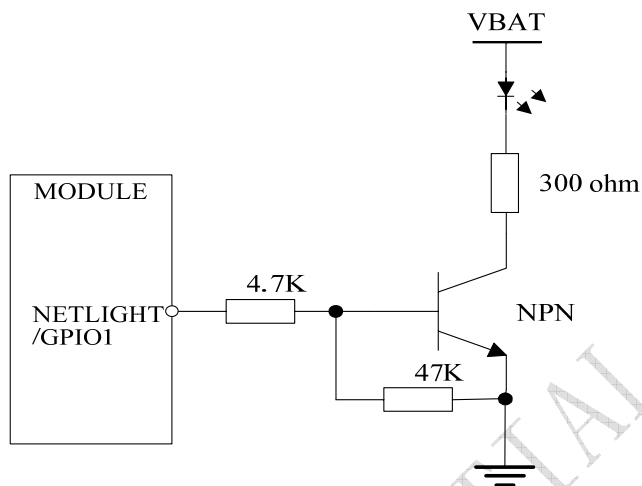 VBAT
300 ohm
MODULE
4.7K
NETLIGHT
/GPIO1
NPN
47K